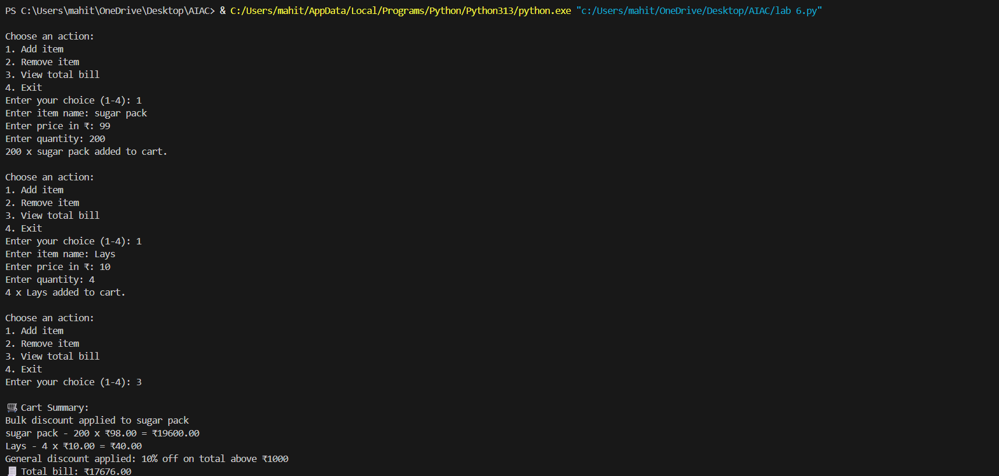 PS C:\Users\mahit\OneDrive\Desktop\AIAC> & C:/Users/mahit/AppData/Local/Programs/Python/Python313/python.exe "c:/Users/mahit/OneDrive/Desktop/AIAC/lab 6.py"
Choose an action:
1. Add item
2. Remove item
3. View total bill
4. Exit
Enter your choice (1-4): 1
Enter item name: sugar pack
Enter price in ₹: 99
Enter quantity: 200
200 x sugar pack added to cart.
Choose an action:
1. Add item
2. Remove item
3. View total bill
4. Exit
Enter your choice (1-4): 1
Enter item name: Lays
Enter price in ₹: 10
Enter quantity: 4
4 x Lays added to cart.
Choose an action:
1. Add item
2. Remove item
3. View total bill
4. Exit
Enter your choice (1-4): 3
🛒 Cart Summary:
Bulk discount applied to sugar pack
sugar pack - 200 x ₹98.00 = ₹19600.00
Lays - 4 x ₹10.00 = ₹40.00
General discount applied: 10% off on total above ₹1000
🧾 Total bill: ₹17676.00